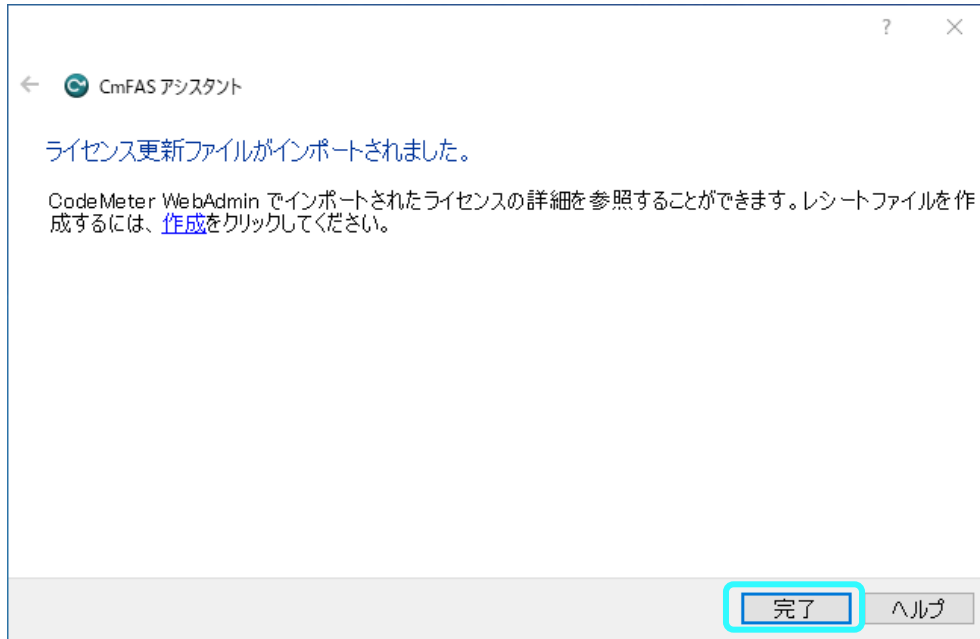 ?
CmFAS アシスタント
ライセンス更新ファイルがインポートされました。
CodeMeter WebAdmin でインポートされたライセンスの詳細を参照することができます。レシートファイルを作
成するには、作成をクリックしてください。
完了 ヘルプ